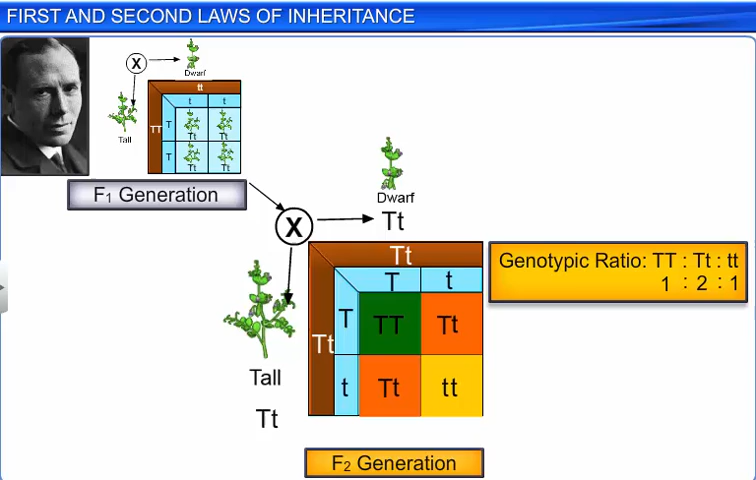 FIRST AND SECOND LAWS OF INHERITANCE
X
Dwarf
Tall
tt
TT
t t
T
Tt Tt
T
Tt Tt
F₁ Generation
Dwarf
Tt
X
Tall
Tt
Tt
Tt
T t
T TT Tt
t Tt tt
Genotypic Ratio: TT : Tt : tt
1 : 2 : 1
F₂ Generation